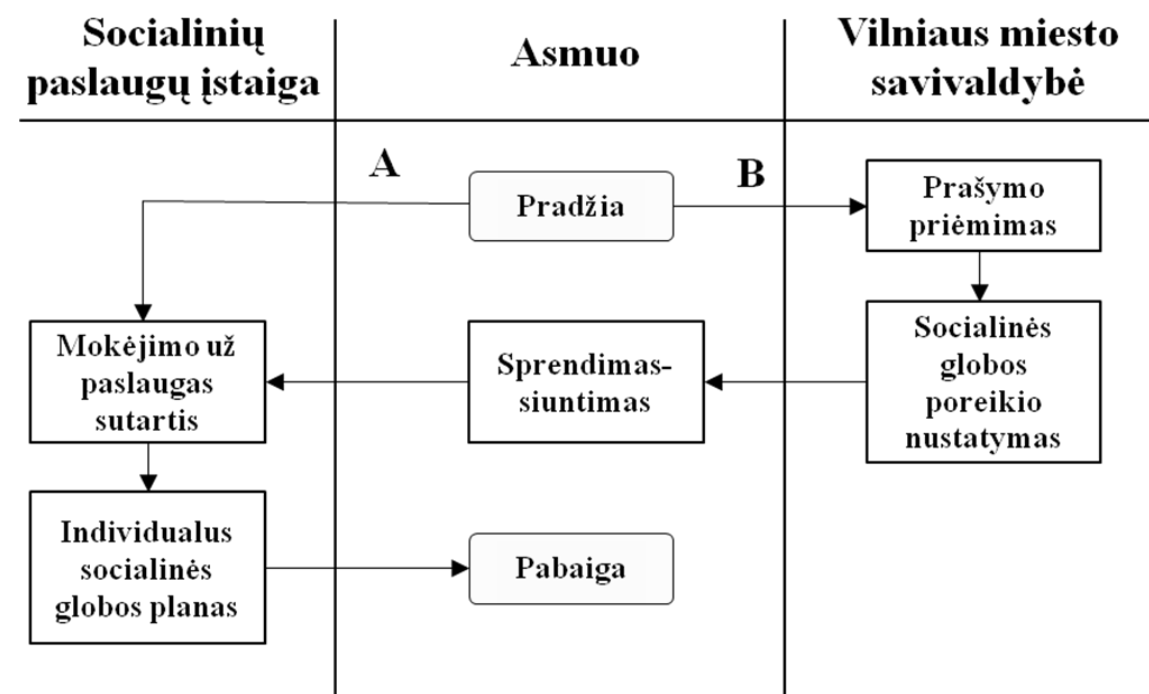 Socialinių
paslaugų įstaiga
Asmuo
Vilniaus miesto
savivaldybė
A
Pradžia
B
Prašymo
priėmimas
Mokėjimo už
paslaugas
sutartis
Sprendimas-
siuntimas
Socialinės
globos
poreikio
nustatymas
Individualus
socialinės
globos planas
Pabaiga